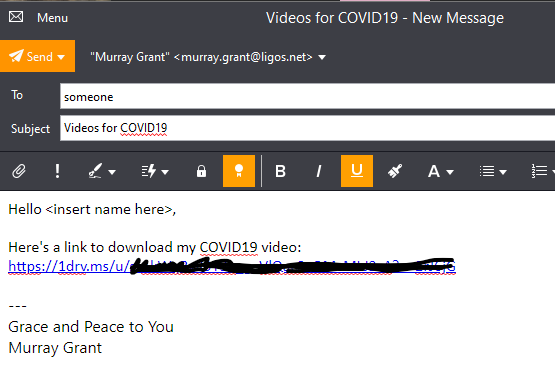 Menu
Videos for COVID19 - New Message
Send
"Murray Grant" <murray.grant@ligos.net>
To
someone
Subject
Videos for COVID19
! B I U A
Hello <insert name here>,
Here's a link to download my COVID19 video:
https://1drv.ms/u/
---
Grace and Peace to You
Murray Grant